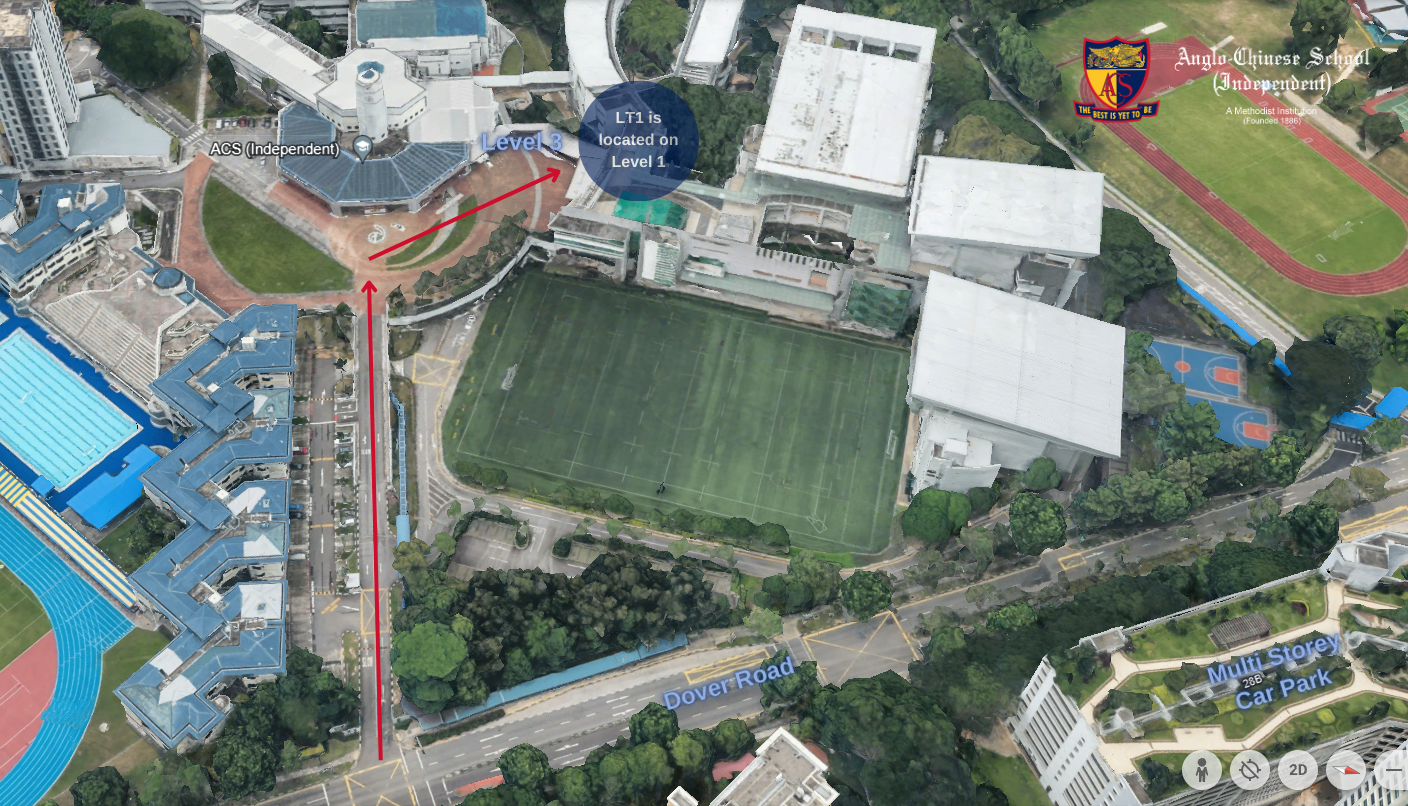 Anglo-Chinese School
(Independent)
A Methodist Institution
(Founded 1886)
THE BEST IS YET TO BE
LT1 is
located on
Level 1
Level 3
ACS (Independent)
Dover Road
Multi Storey
28B
Car Park
2D